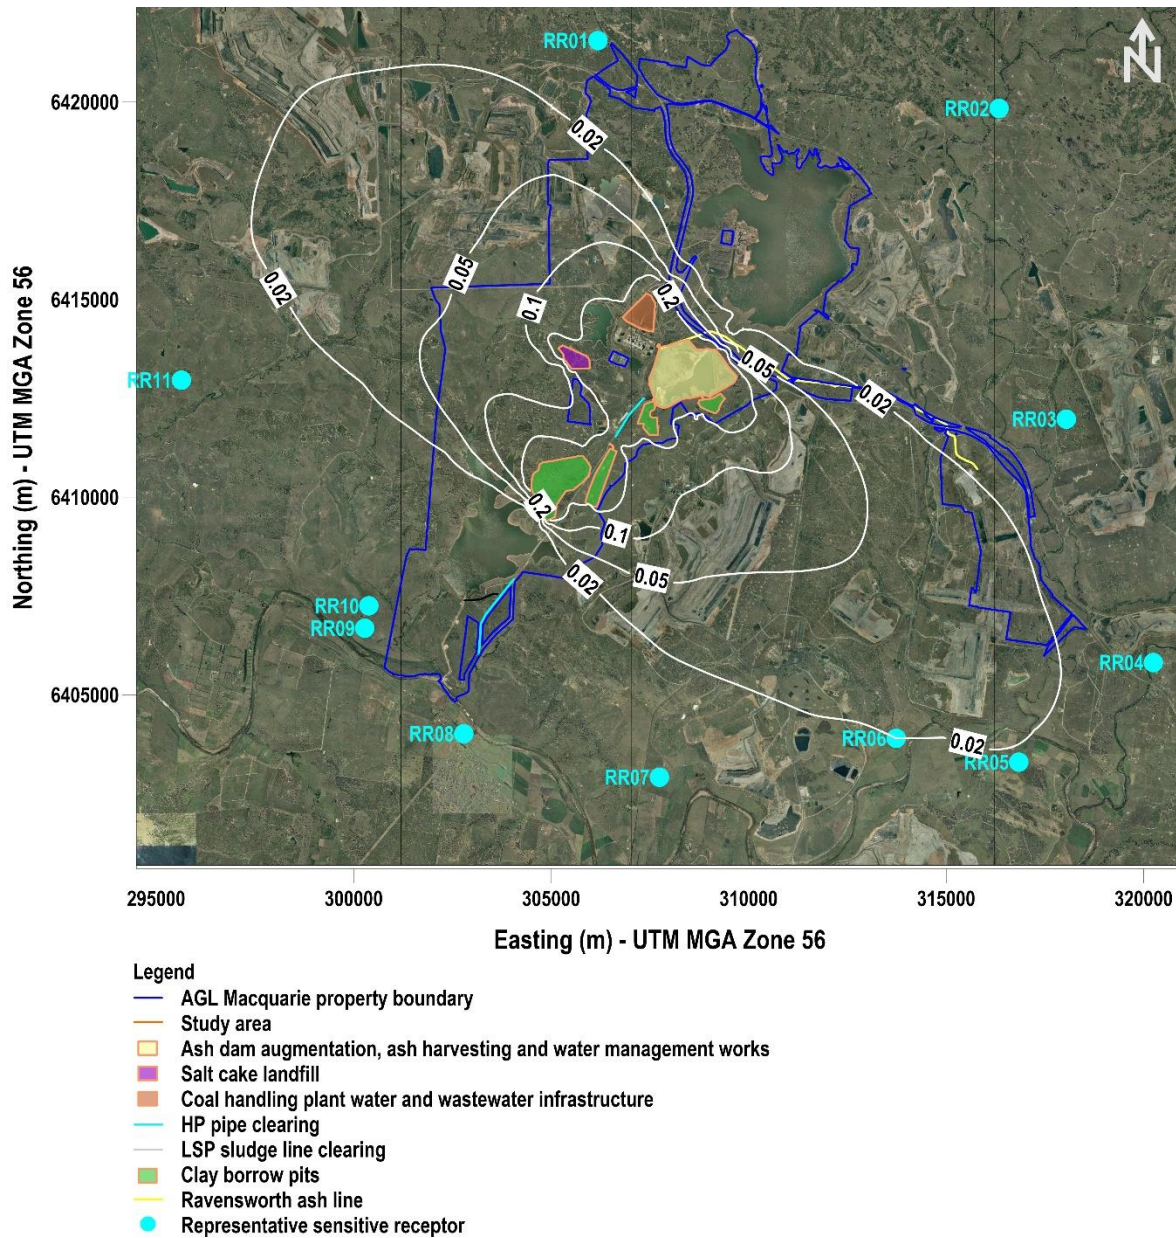 N
RR01
6420000
RR02
0.02
0.02
0.05
6415000
0.1
0.2
0.05
0.02
RR11
RR03
6410000
0.2
0.1
0.02
0.05
RR10
RR09
RR04
6405000
RR08
RR06
0.02
RR05
RR07
Northing (m) - UTM MGA Zone 56
295000 300000 305000 310000 315000 320000
Easting (m) - UTM MGA Zone 56
Legend
AGL Macquarie property boundary
Study area
Ash dam augmentation, ash harvesting and water management works
Salt cake landfill
Coal handling plant water and wastewater infrastructure
HP pipe clearing
LSP sludge line clearing
Clay borrow pits
Ravensworth ash line
Representative sensitive receptor